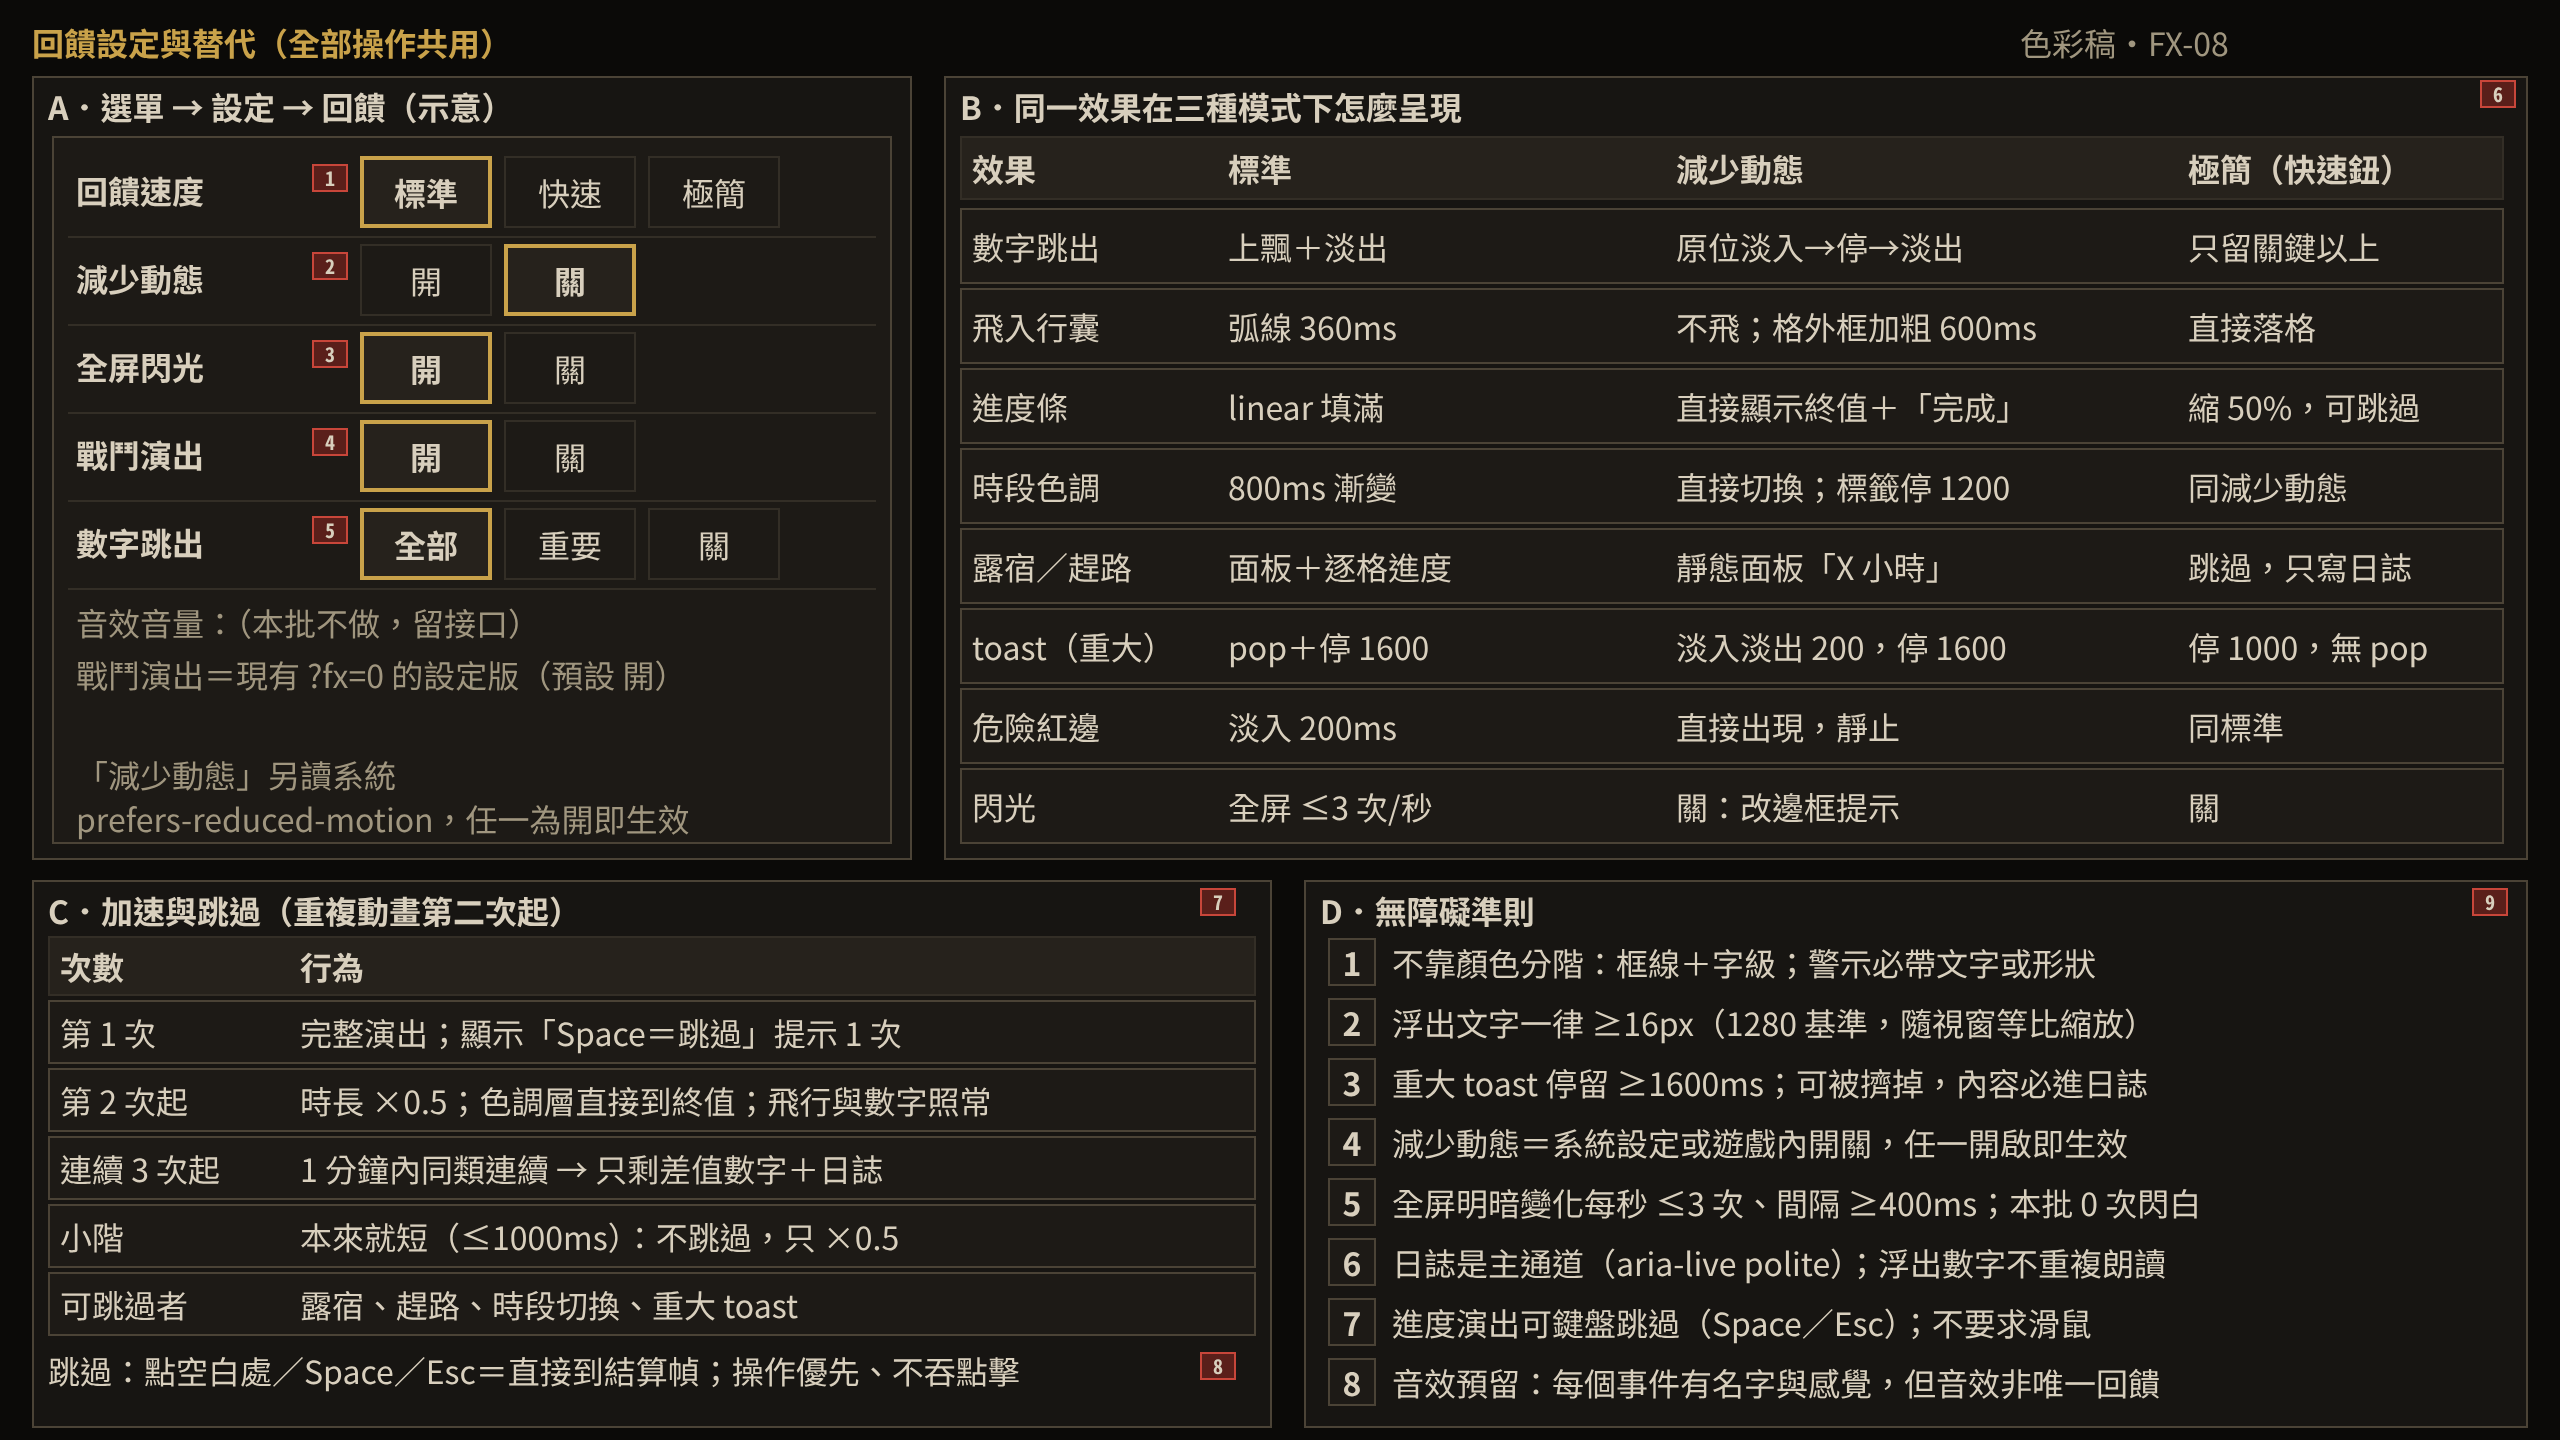 回饋設定與替代（全部操作共用）
色彩稿・FX-08
A・選單 → 設定 → 回饋（示意）
回饋速度 1 標準 快速 極簡
減少動態 2 開 關
全屏閃光 3 開 關
戰鬥演出 4 開 關
數字跳出 5 全部 重要 關
音效音量：（本批不做，留接口）
戰鬥演出＝現有 ?fx=0 的設定版（預設 開）
「減少動態」另讀系統
prefers-reduced-motion，任一為開即生效
B・同一效果在三種模式下怎麼呈現 6
效果 標準 減少動態 極簡（快速鈕）
數字跳出 上飄＋淡出 原位淡入→停→淡出 只留關鍵以上
飛入行囊 弧線 360ms 不飛；格外框加粗 600ms 直接落格
進度條 linear 填滿 直接顯示終值＋「完成」 縮 50%，可跳過
時段色調 800ms 漸變 直接切換；標籤停 1200 同減少動態
露宿／趕路 面板＋逐格進度 靜態面板「X 小時」 跳過，只寫日誌
toast（重大） pop＋停 1600 淡入淡出 200，停 1600 停 1000，無 pop
危險紅邊 淡入 200ms 直接出現，靜止 同標準
閃光 全屏 ≤3 次/秒 關：改邊框提示 關
C・加速與跳過（重複動畫第二次起） 7
次數 行為
第 1 次 完整演出；顯示「Space＝跳過」提示 1 次
第 2 次起 時長 ×0.5；色調層直接到終值；飛行與數字照常
連續 3 次起 1 分鐘內同類連續 → 只剩差值數字＋日誌
小階 本來就短（≤1000ms）：不跳過，只 ×0.5
可跳過者 露宿、趕路、時段切換、重大 toast
跳過：點空白處／Space／Esc＝直接到結算幀；操作優先、不吞點擊 8
D・無障礙準則 9
1 不靠顏色分階：框線＋字級；警示必帶文字或形狀
2 浮出文字一律 ≥16px（1280 基準，隨視窗等比縮放）
3 重大 toast 停留 ≥1600ms；可被擠掉，內容必進日誌
4 減少動態＝系統設定或遊戲內開關，任一開啟即生效
5 全屏明暗變化每秒 ≤3 次、間隔 ≥400ms；本批 0 次閃白
6 日誌是主通道（aria-live polite）；浮出數字不重複朗讀
7 進度演出可鍵盤跳過（Space／Esc）；不要求滑鼠
8 音效預留：每個事件有名字與感覺，但音效非唯一回饋